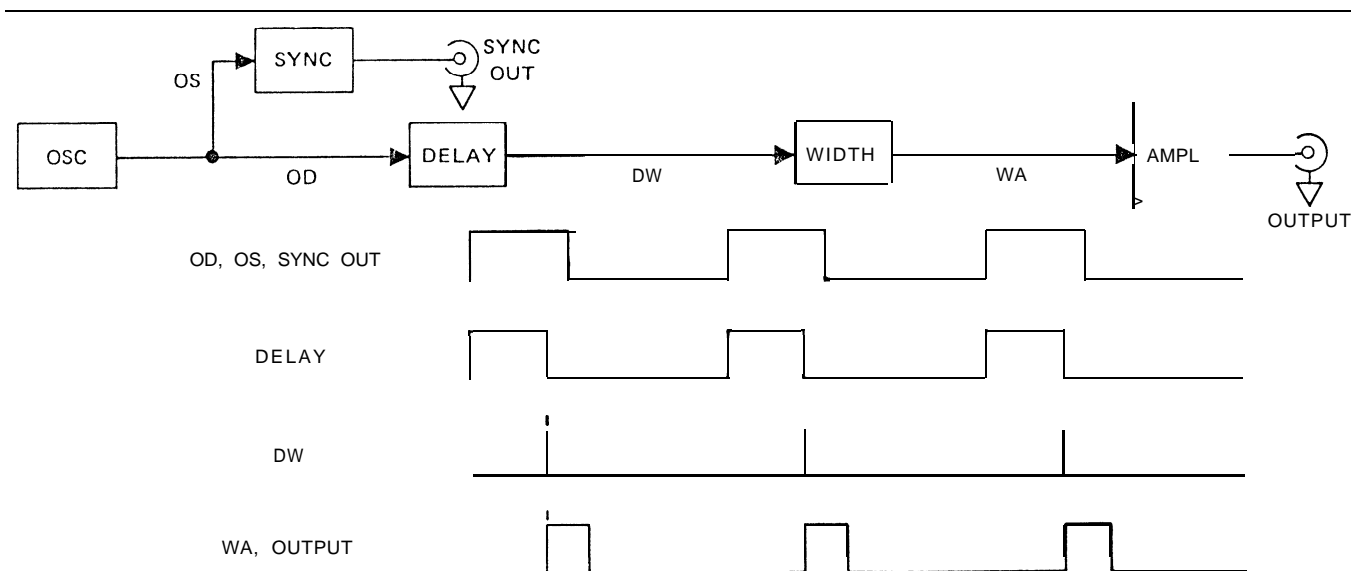 SYNC
SYNC
OUT
OS
OSC
DELAY
WIDTH
AMPL
OD
DW
WA
OUTPUT
OD, OS, SYNC OUT
DELAY
DW
WA, OUTPUT